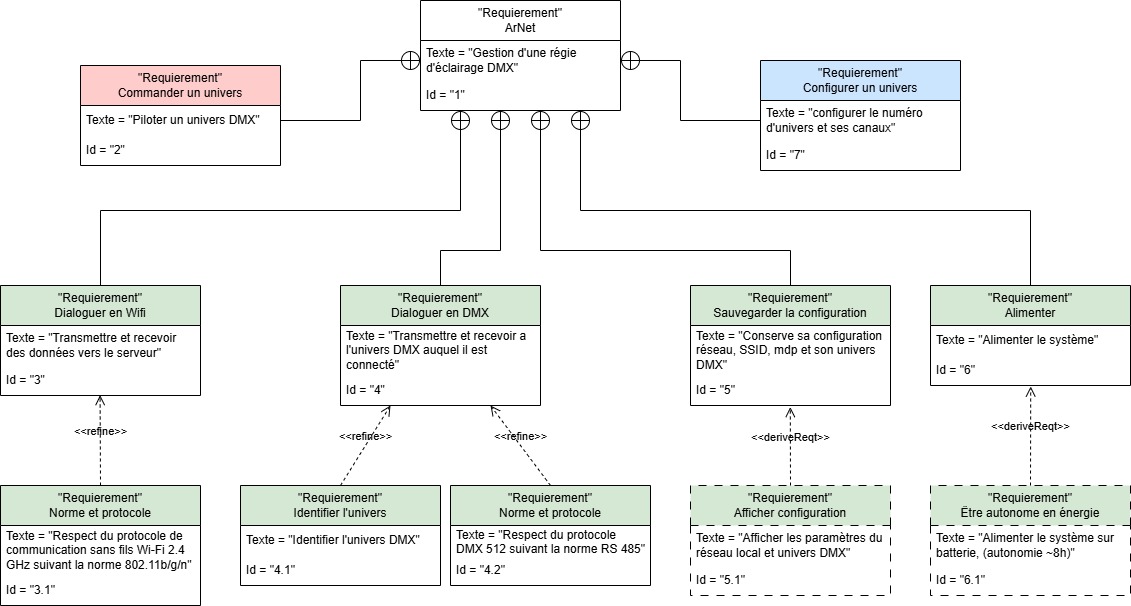 "Requierement"
ArNet
Texte = "Gestion d'une régie
d'éclairage DMX"
Id = "1"
"Requierement"
Commander un univers
Texte = "Piloter un univers DMX"
Id = "2"
"Requierement"
Configurer un univers
Texte = "configurer le numéro
d'univers et ses canaux"
Id = "7"
"Requierement"
Dialoguer en Wifi
Texte = "Transmettre et recevoir
des données vers le serveur"
Id = "3"
"Requierement"
Dialoguer en DMX
Texte = "Transmettre et recevoir a
l'univers DMX auquel il est
connecté"
Id = "4"
"Requierement"
Sauvegarder la configuration
Texte = "Conserve sa configuration
réseau, SSID, mdp et son univers
DMX"
Id = "5"
"Requierement"
Alimenter
Texte = "Alimenter le système"
Id = "6"
<<refine>>
<<refine>>
<<refine>>
<<deriveReqt>>
<<deriveReqt>>
"Requierement"
Norme et protocole
Texte = "Respect du protocole de
communication sans fils Wi-Fi 2.4
GHz suivant la norme 802.11b/g/n"
Id = "3.1"
"Requierement"
Identifier l'univers
Texte = "Identifier l'univers DMX"
Id = "4.1"
"Requierement"
Norme et protocole
Texte = "Respect du protocole
DMX 512 suivant la norme RS 485"
Id = "4.2"
"Requierement"
Afficher configuration
Texte = "Afficher les paramètres du
réseau local et univers DMX"
Id = "5.1"
"Requierement"
Être autonome en énergie
Texte = "Alimenter le système sur
batterie, (autonomie ~8h)"
Id = "6.1"